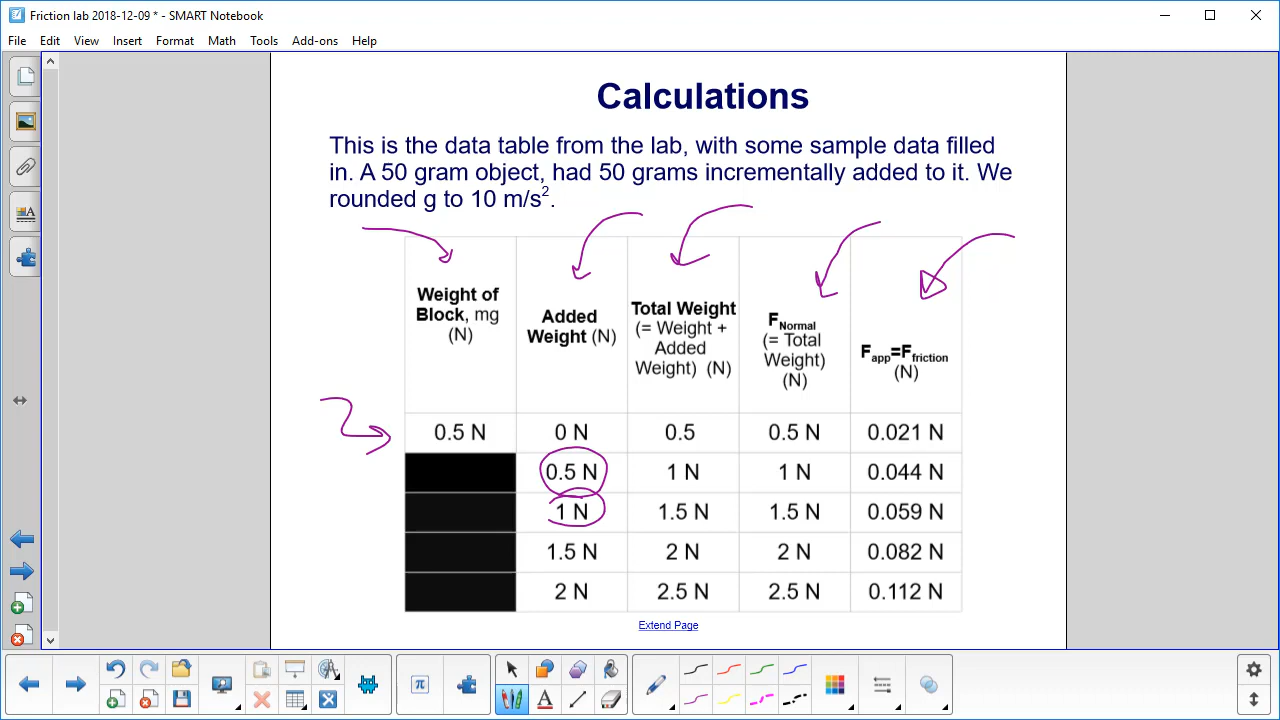 Friction lab 2018-12-09 * - SMART Notebook
File Edit View Insert Format Math Tools Add-ons Help
Calculations
This is the data table from the lab, with some sample data filled
in. A 50 gram object, had 50 grams incrementally added to it. We
rounded g to 10 m/s².
Weight of
Block, mg
(N)
Added
Weight (N)
Total Weight
(= Weight +
Added
Weight) (N)
FNormal
(= Total
Weight)
(N)
Fapp=Ffriction
(N)
0.5 N 0 N 0.5 0.5 N 0.021 N
0.5 N 1 N 1 N 0.044 N
1 N 1.5 N 1.5 N 0.059 N
1.5 N 2 N 2 N 0.082 N
2 N 2.5 N 2.5 N 0.112 N
Extend Page
π
A